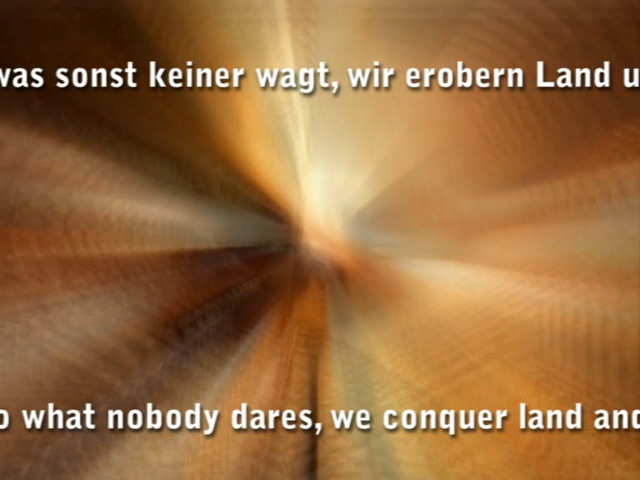 was sonst keiner wagt, wir erobern Land u
o what nobody dares, we conquer land and